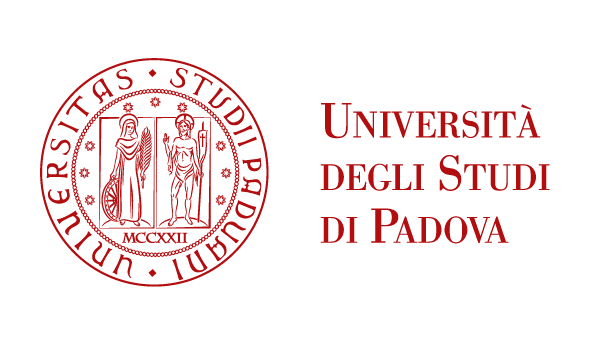 UNIVERSITAS · STUDII PADUANI ·
MCCXXII
UNIVERSITÀ
DEGLI STUDI
DI PADOVA